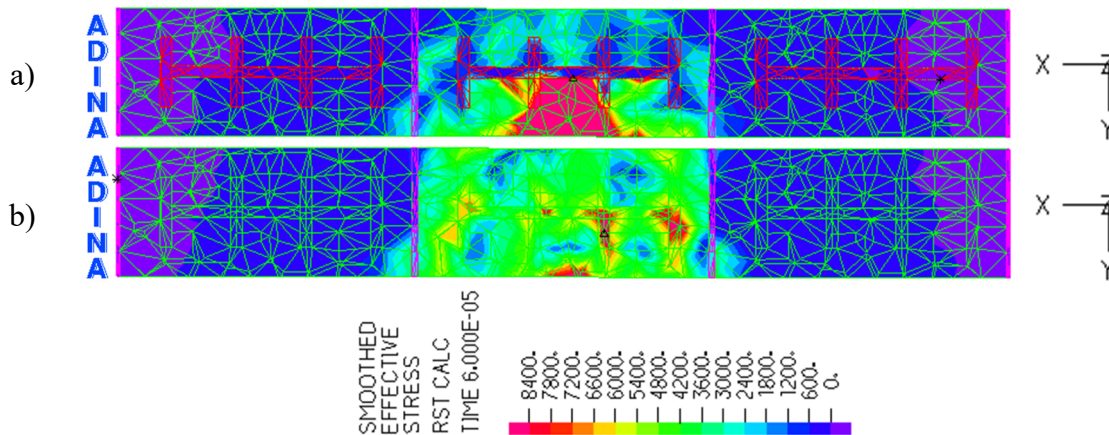 a)
ADINA
X
Y
b)
ADINA
X
Y
SMOOTHED
EFFECTIVE
STRESS
RST CALC
TIME 6.000E-05
8400.
7800.
7200.
6600.
6000.
5400.
4800.
4200.
3600.
3000.
2400.
1800.
1200.
600.
0.